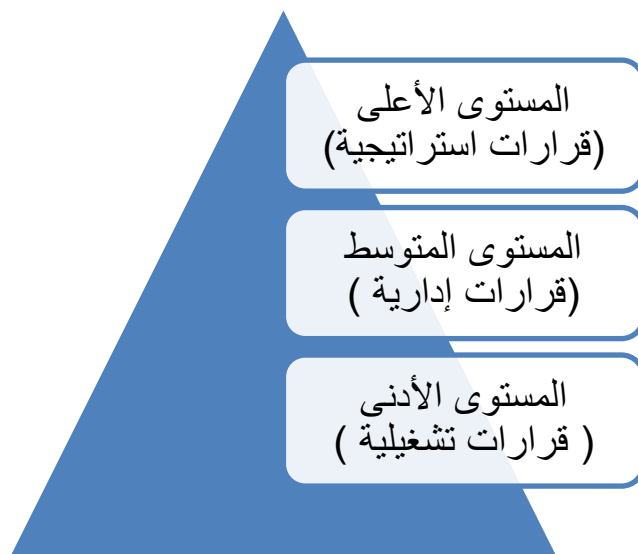 المستوى الأعلى
(قرارات استراتيجية)
المستوى المتوسط
(قرارات إدارية )
المستوى الأدنى
( قرارات تشغيلية )